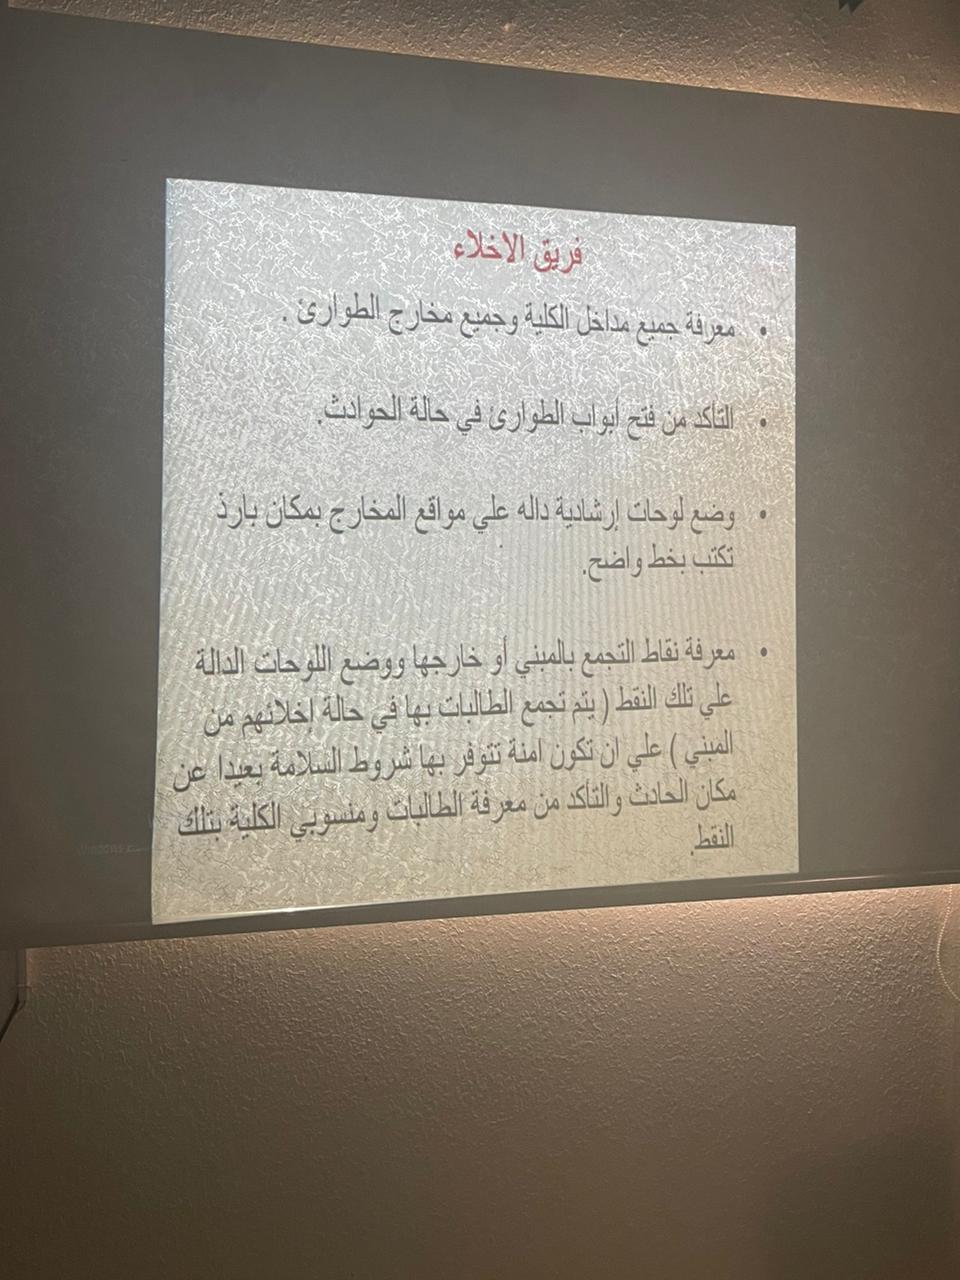 فريق الاخلاء
• معرفة جميع مداخل الكلية وجميع مخارج الطوارئ .
• التأكد من فتح أبواب الطوارئ في حالة الحوادث.
• وضع لوحات إرشادية داله علي مواقع المخارج بمكان بارذ
تكتب بخط واضح.
• معرفة نقاط التجمع بالمبني أو خارجها ووضع اللوحات الدالة
علي تلك النقط ( يتم تجمع الطالبات بها في حالة إخلائهم من
المبني ) علي ان تكون امنة تتوفر بها شروط السلامة بعيدا عن
مكان الحادث والتأكد من معرفة الطالبات ومنسوبي الكلية بتلك
النقط.